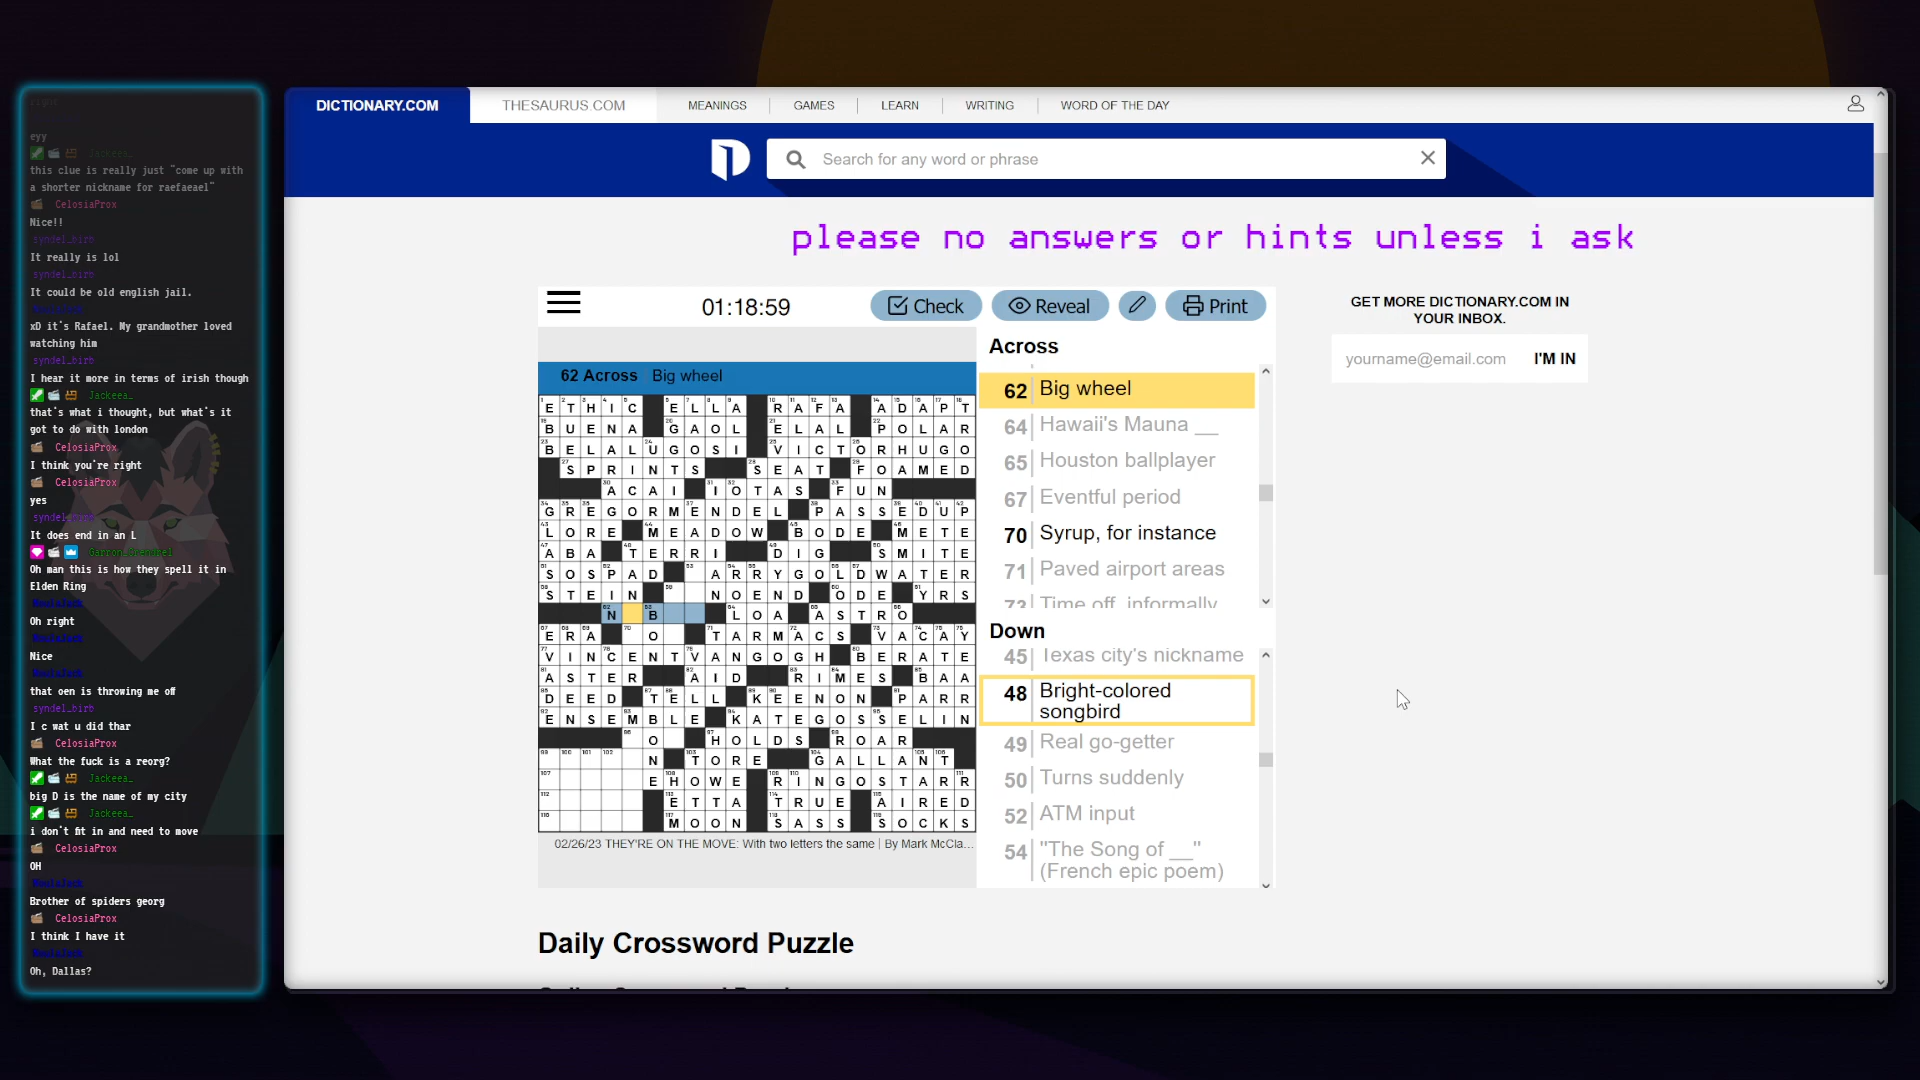 DICTIONARY.COM
THESAURUS.COM
MEANINGS
GAMES
LEARN
WRITING
WORD OF THE DAY
Search for any word or phrase
please no answers or hints unless i ask
eyy
Jackeea_
this clue is really just "come up with
a shorter nickname for raefaeael"
CelosiaProx
Nice!!
syndel_birb
It really is lol
syndel_birb
It could be old english jail.
xD it's Rafael. My grandmother loved
watching him
syndel_birb
I hear it more in terms of irish though
Jackeea_
that's what i thought, but what's it
got to do with london
CelosiaProx
I think you're right
CelosiaProx
yes
syndel_birb
It does end in an L
Oh man this is how they spell it in
Elden Ring
Oh right
Nice
that oen is throwing me off
syndel_birb
I c wat u did thar
CelosiaProx
What the fuck is a reorg?
Jackeea_
big D is the name of my city
Jackeea_
i don't fit in and need to move
CelosiaProx
OH
Brother of spiders georg
CelosiaProx
I think I have it
Oh, Dallas?
01:18:59
Check
Reveal
Print
62 Across Big wheel
E T H I C E L L A R A F A A D A P T
B U E N A G A O L E L A L P O L A R
B E L A L U G O S I V I C T O R H U G O
S P R I N T S S E A T F O A M E D
A C A I I O T A S F U N
G R E G O R M E N D E L P A S S E D U P
L O R E M E A D O W B O D E M E T E
A B A T E R R I D I G S M I T E
S O S P A D A R R Y G O L D W A T E R
S T E I N N O E N D O D E Y R S
N B L O A A S T R O
E R A O T A R M A C S V A C A Y
V I N C E N T V A N G O G H B E R A T E
A S T E R A I D R I M E S B A A
D E E D T E L L K E E N O N P A R R
E N S E M B L E K A T E G O S S E L I N
O H O L D S R O A R
N T O R E G A L L A N T
E H O W E R I N G O S T A R R
E T T A T R U E A I R E D
M O O N S A S S S O C K S
02/26/23 THEY'RE ON THE MOVE: With two letters the same | By Mark McCla...
Across
62 Big wheel
64 Hawaii's Mauna __
65 Houston ballplayer
67 Eventful period
70 Syrup, for instance
71 Paved airport areas
73 Time off, informally
Down
45 Texas city's nickname
48 Bright-colored
songbird
49 Real go-getter
50 Turns suddenly
52 ATM input
54 "The Song of __"
(French epic poem)
GET MORE DICTIONARY.COM IN
YOUR INBOX.
yourname@email.com
I'M IN
Daily Crossword Puzzle